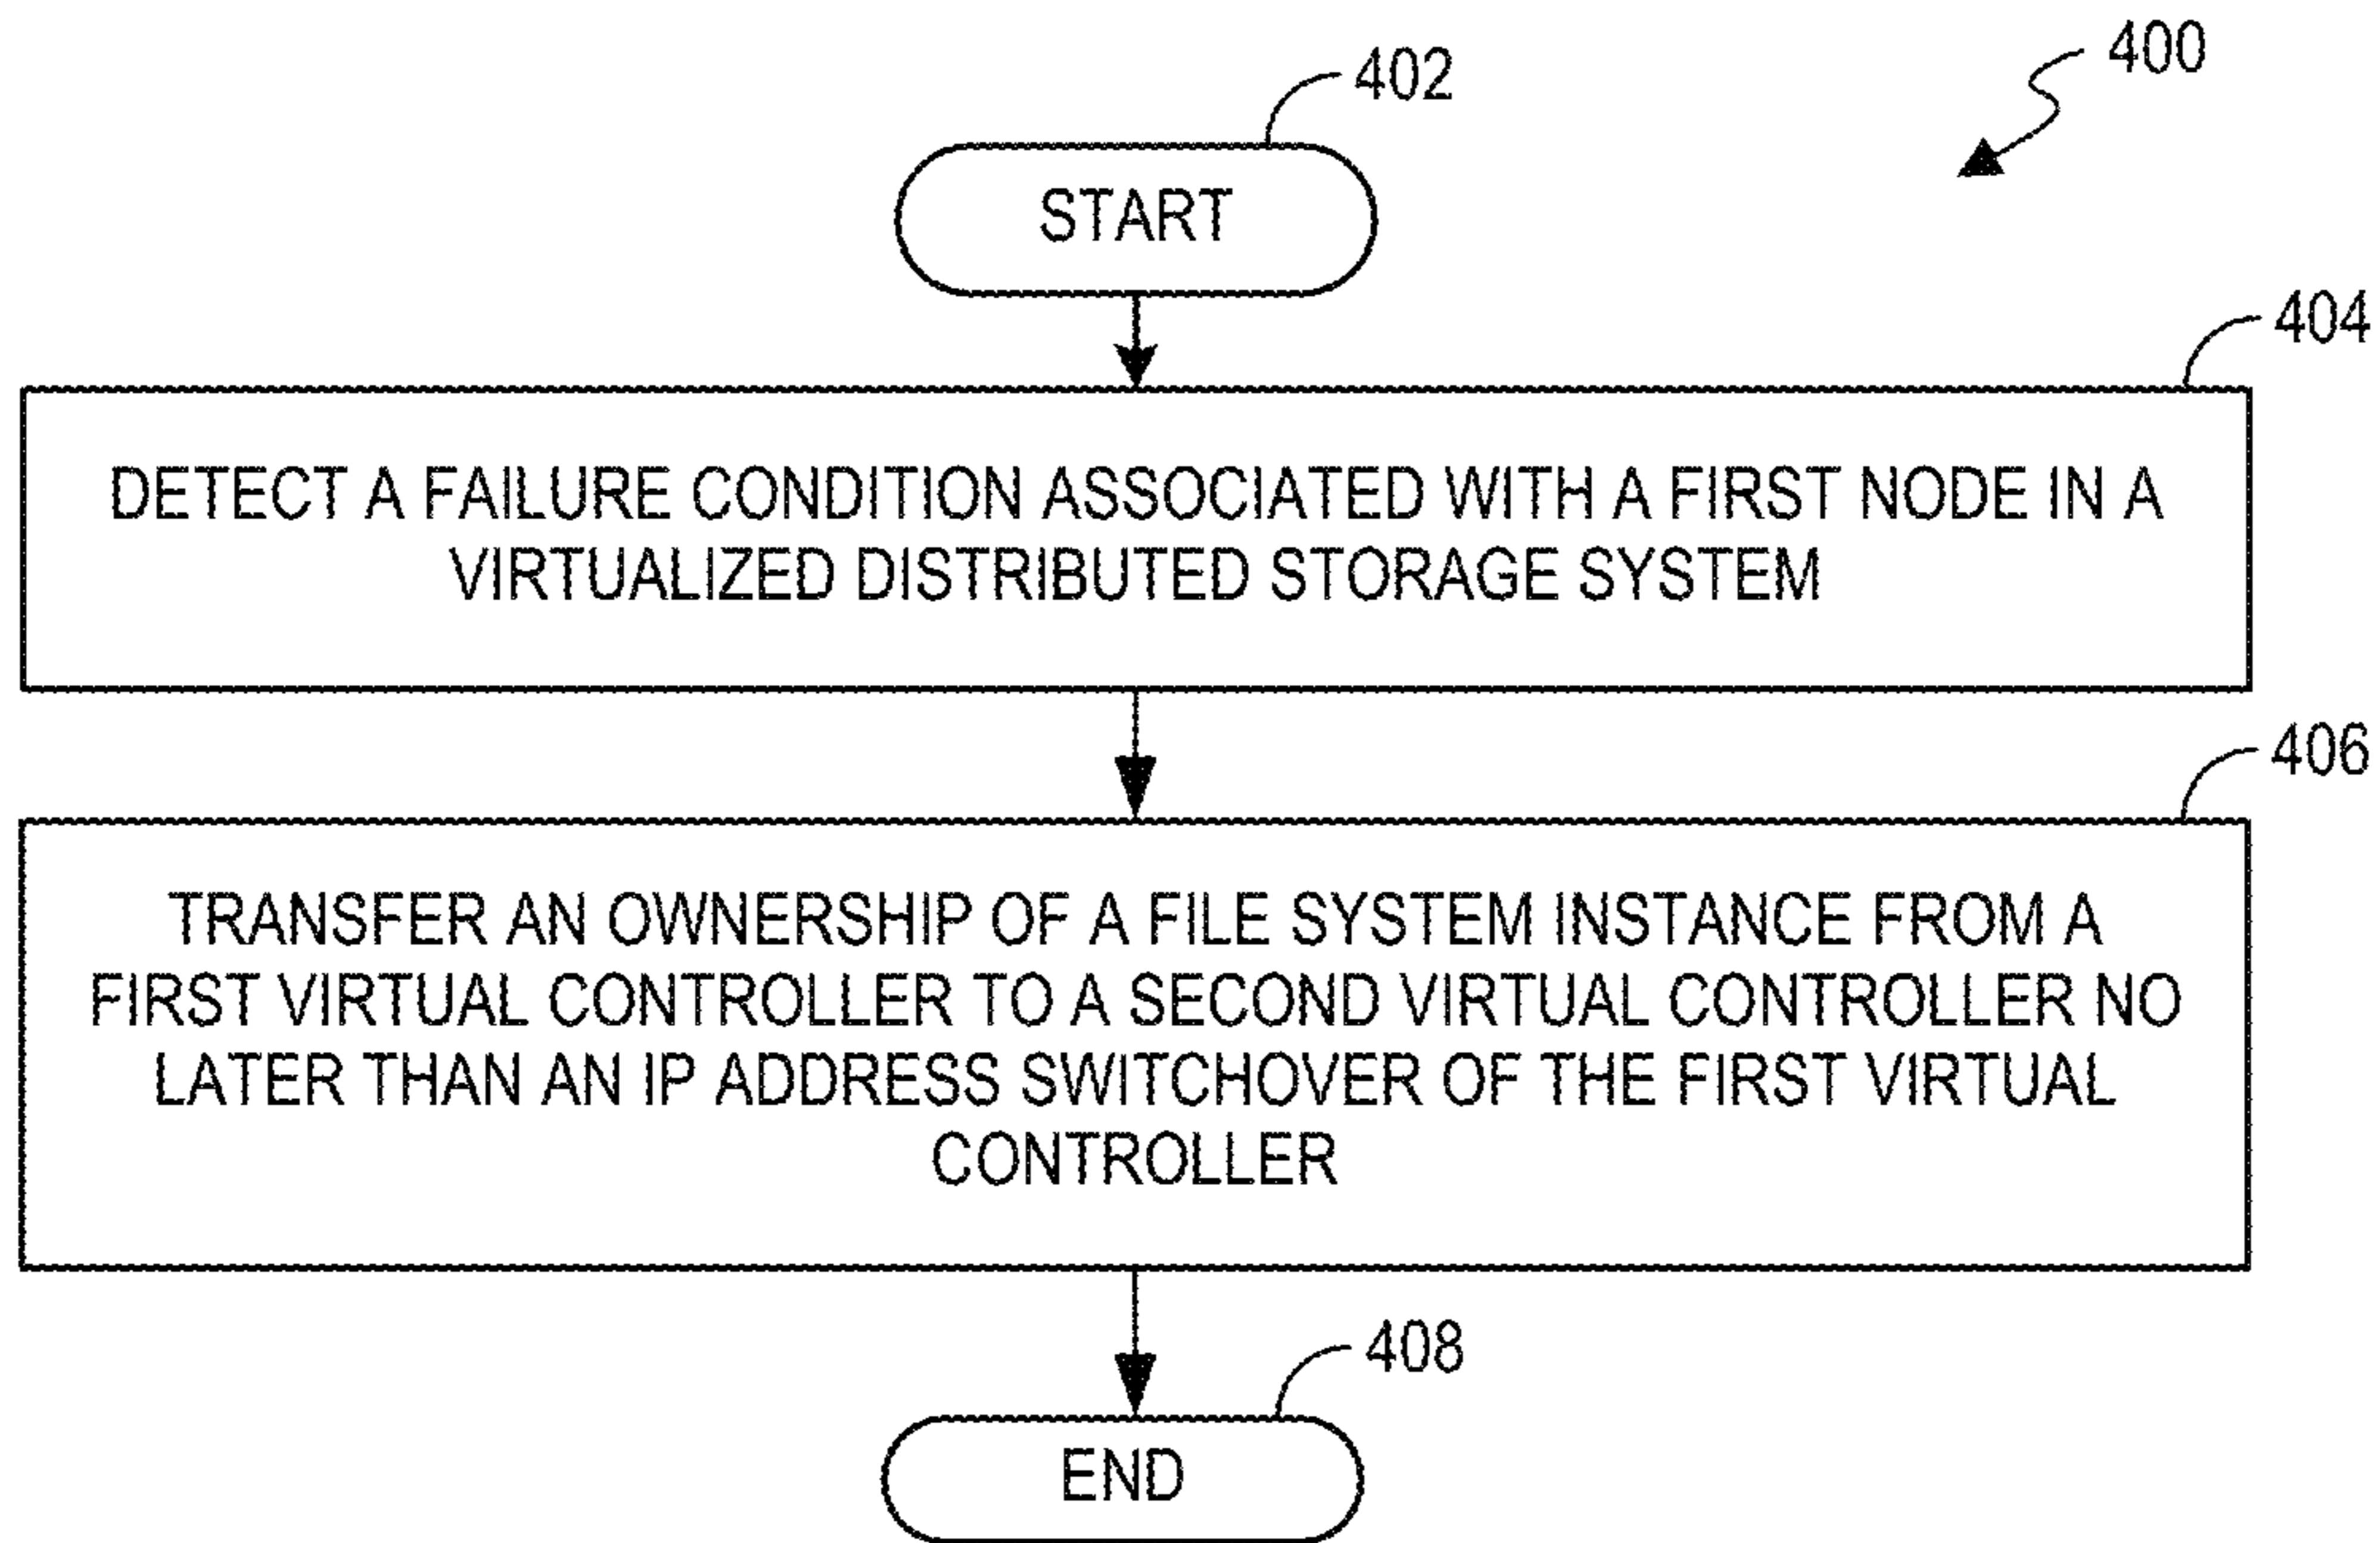 400
402
START
404
DETECT A FAILURE CONDITION ASSOCIATED WITH A FIRST NODE IN A
VIRTUALIZED DISTRIBUTED STORAGE SYSTEM
406
TRANSFER AN OWNERSHIP OF A FILE SYSTEM INSTANCE FROM A
FIRST VIRTUAL CONTROLLER TO A SECOND VIRTUAL CONTROLLER NO
LATER THAN AN IP ADDRESS SWITCHOVER OF THE FIRST VIRTUAL
CONTROLLER
408
END